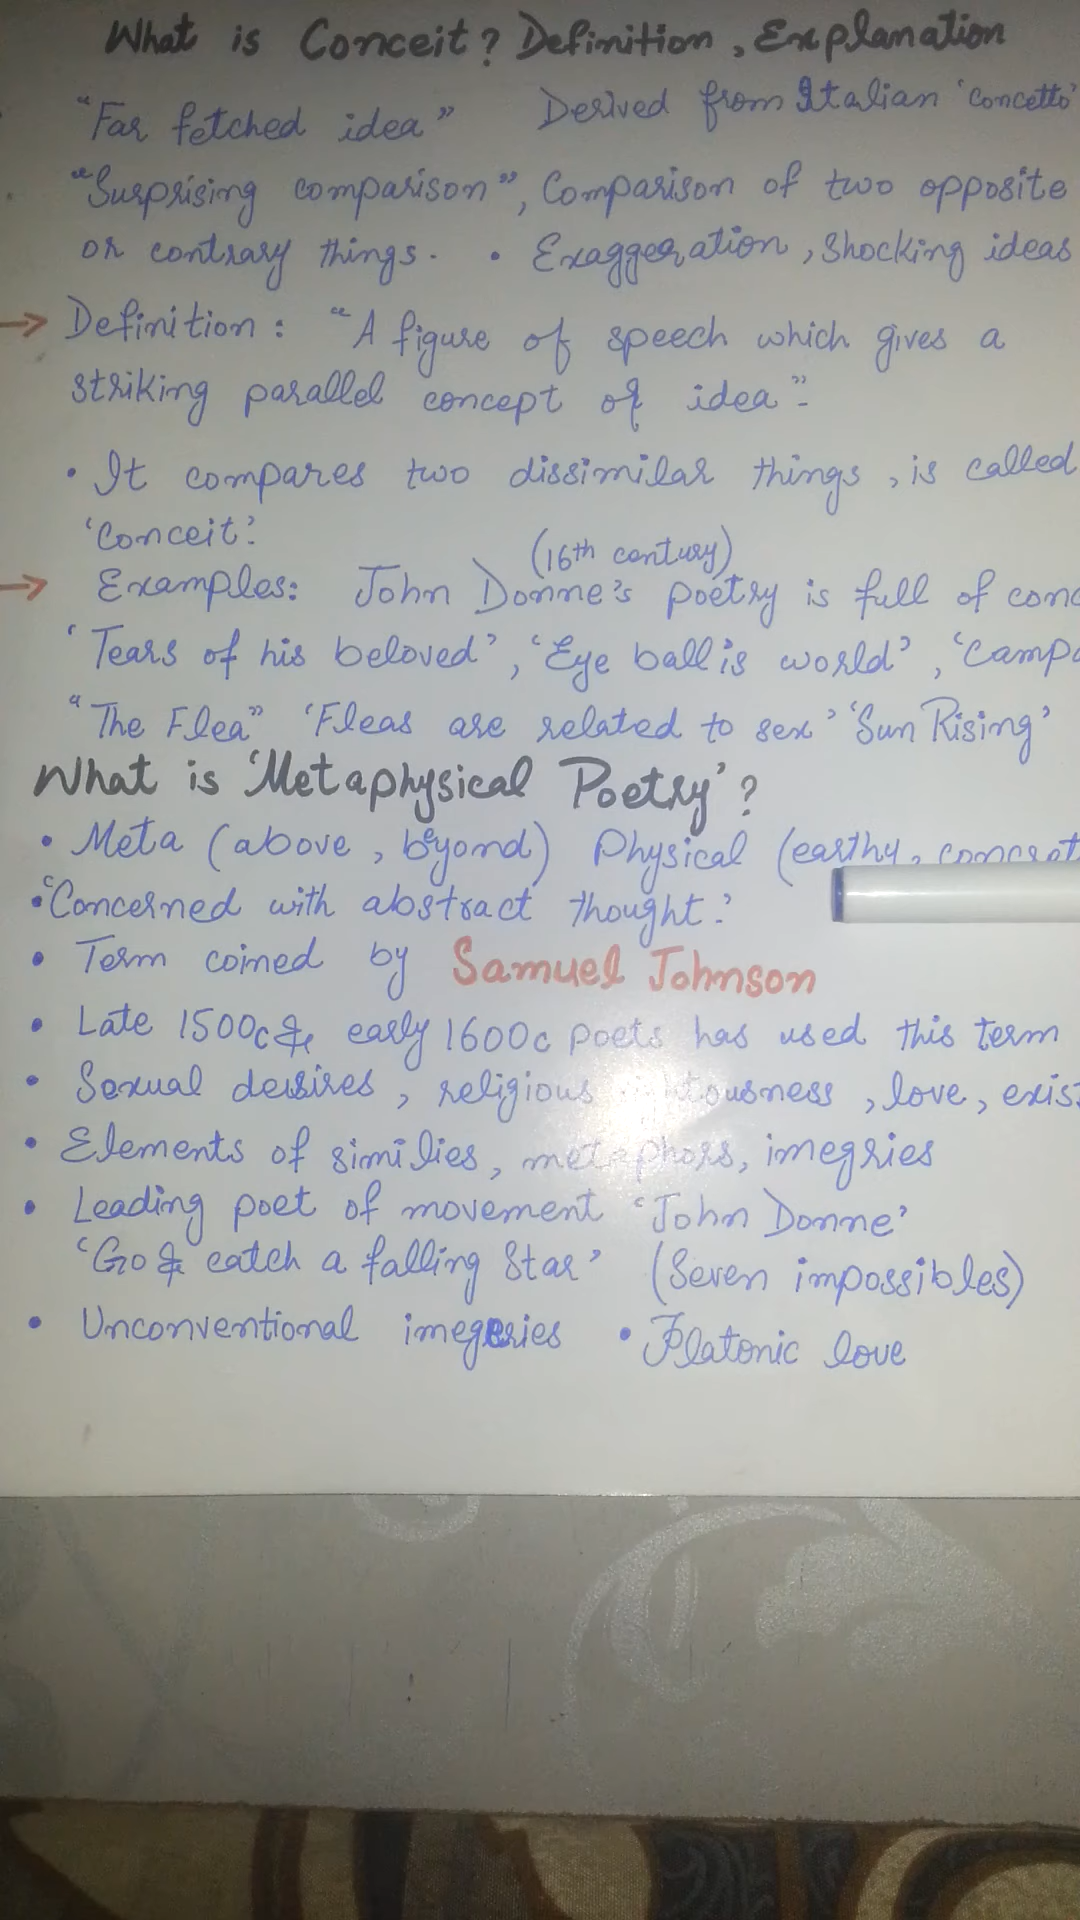 What is Conceit? Definition, Explanation
"Far fetched idea" Derived from Italian 'concetto'
"Surprising comparison", Comparison of two opposite
or contrary things. • Exaggeration, Shocking ideas
→ Definition: "A figure of speech which gives a
striking parallel concept of idea".
• It compares two dissimilar things, is called
'Conceit'.
(16th century)
→ Examples: John Donne's poetry is full of conc
'Tears of his beloved', 'Eye ball is world', 'Campa
"The Flea" 'Fleas are related to sex' 'Sun Rising'
What is 'Metaphysical Poetry'?
• Meta (above, beyond) Physical (earthy, concret
• 'Concerned with abstract thought.'
• Term coined by Samuel Johnson
• Late 1500c & early 1600c poets has used this term
• Sexual desires, religious , love, exist
• Elements of similies, metaphors, imegries
• Leading poet of movement 'John Donne'
'Go & catch a falling Star' (Seven impossibles)
• Unconventional imegeries • Platonic love